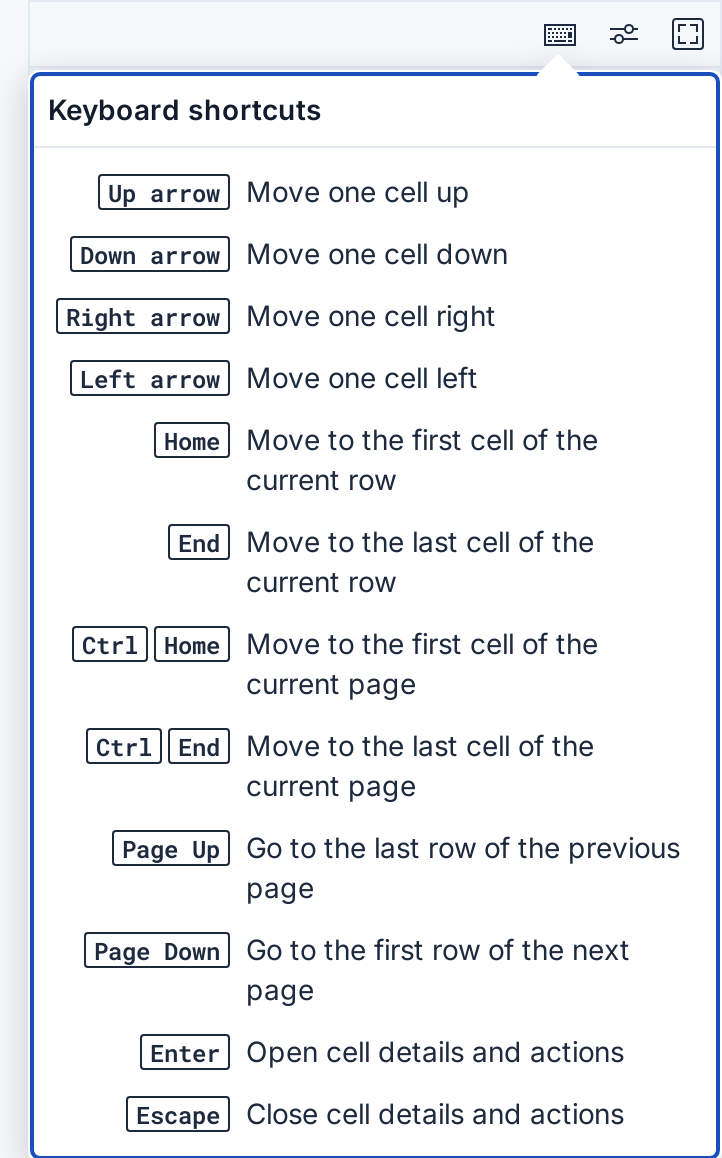 Keyboard shortcuts
Up arrow Move one cell up
Down arrow Move one cell down
Right arrow Move one cell right
Left arrow Move one cell left
Home Move to the first cell of the
current row
End Move to the last cell of the
current row
Ctrl Home Move to the first cell of the
current page
Ctrl End Move to the last cell of the
current page
Page Up Go to the last row of the previous
page
Page Down Go to the first row of the next
page
Enter Open cell details and actions
Escape Close cell details and actions